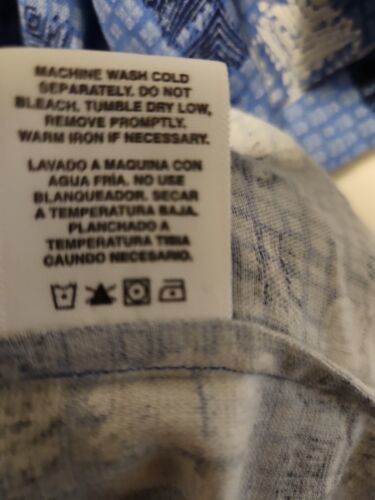 MACHINE WASH COLD
SEPARATELY. DO NOT
BLEACH. TUMBLE DRY LOW,
REMOVE PROMPTLY.
WARM IRON IF NECESSARY.
LAVADO A MAQUINA CON
AGUA FRÍA. NO USE
BLANQUEADOR. SECAR
A TEMPERATURA BAJA.
PLANCHADO A
TEMPERATURA TIBIA
CAUNDO NECESARIO.